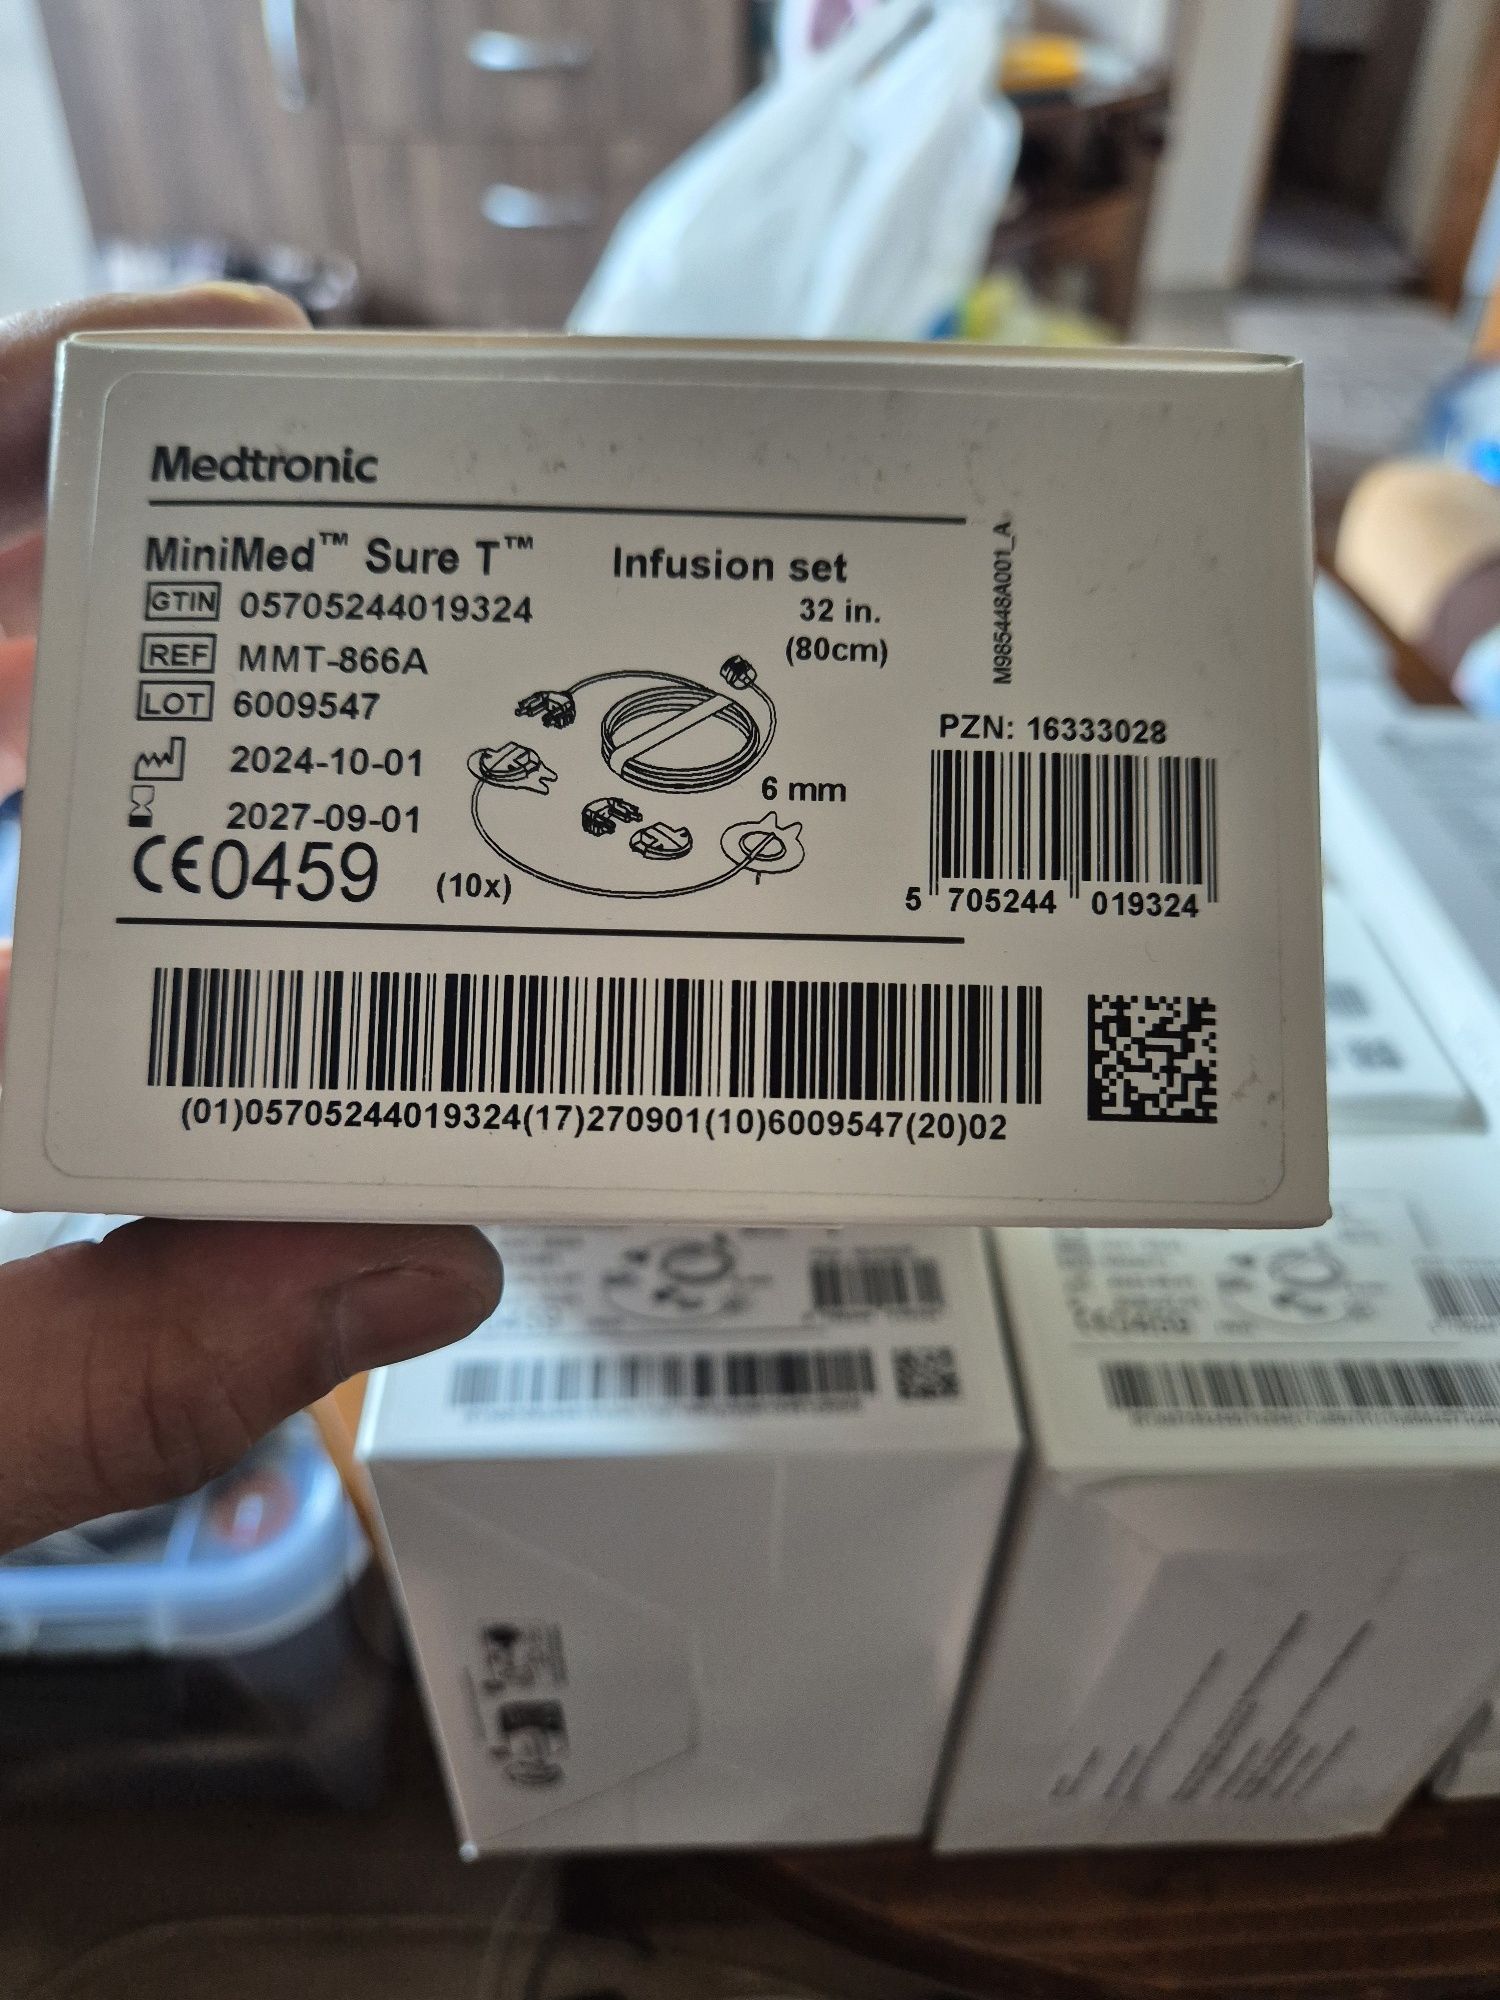 Medtronic
MiniMed™ Sure T™ Infusion set
GTIN 05705244019324
32 in.
(80cm)
REF MMT-866A
LOT 6009547
2024-10-01
6 mm
2027-09-01
CE0459
(10x)
M985448A001_A
PZN: 16333028
5 705244 019324
(01)05705244019324(17)270901(10)6009547(20)02